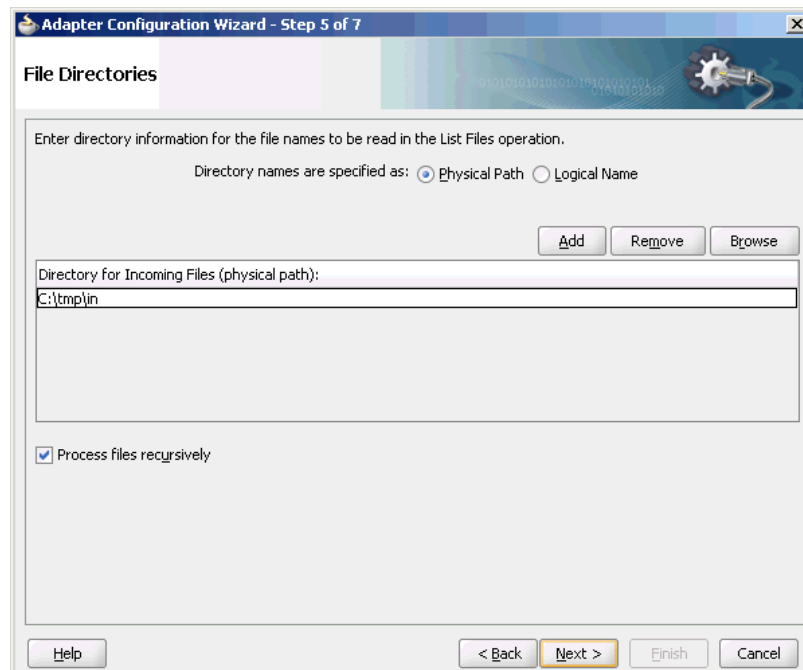 Adapter Configuration Wizard - Step 5 of 7
File Directories
Enter directory information for the file names to be read in the List Files operation.
Directory names are specified as: Physical Path Logical Name
Add Remove Browse
Directory for Incoming Files (physical path):
C:\tmp\in
Process files recursively
Help < Back Next > Finish Cancel